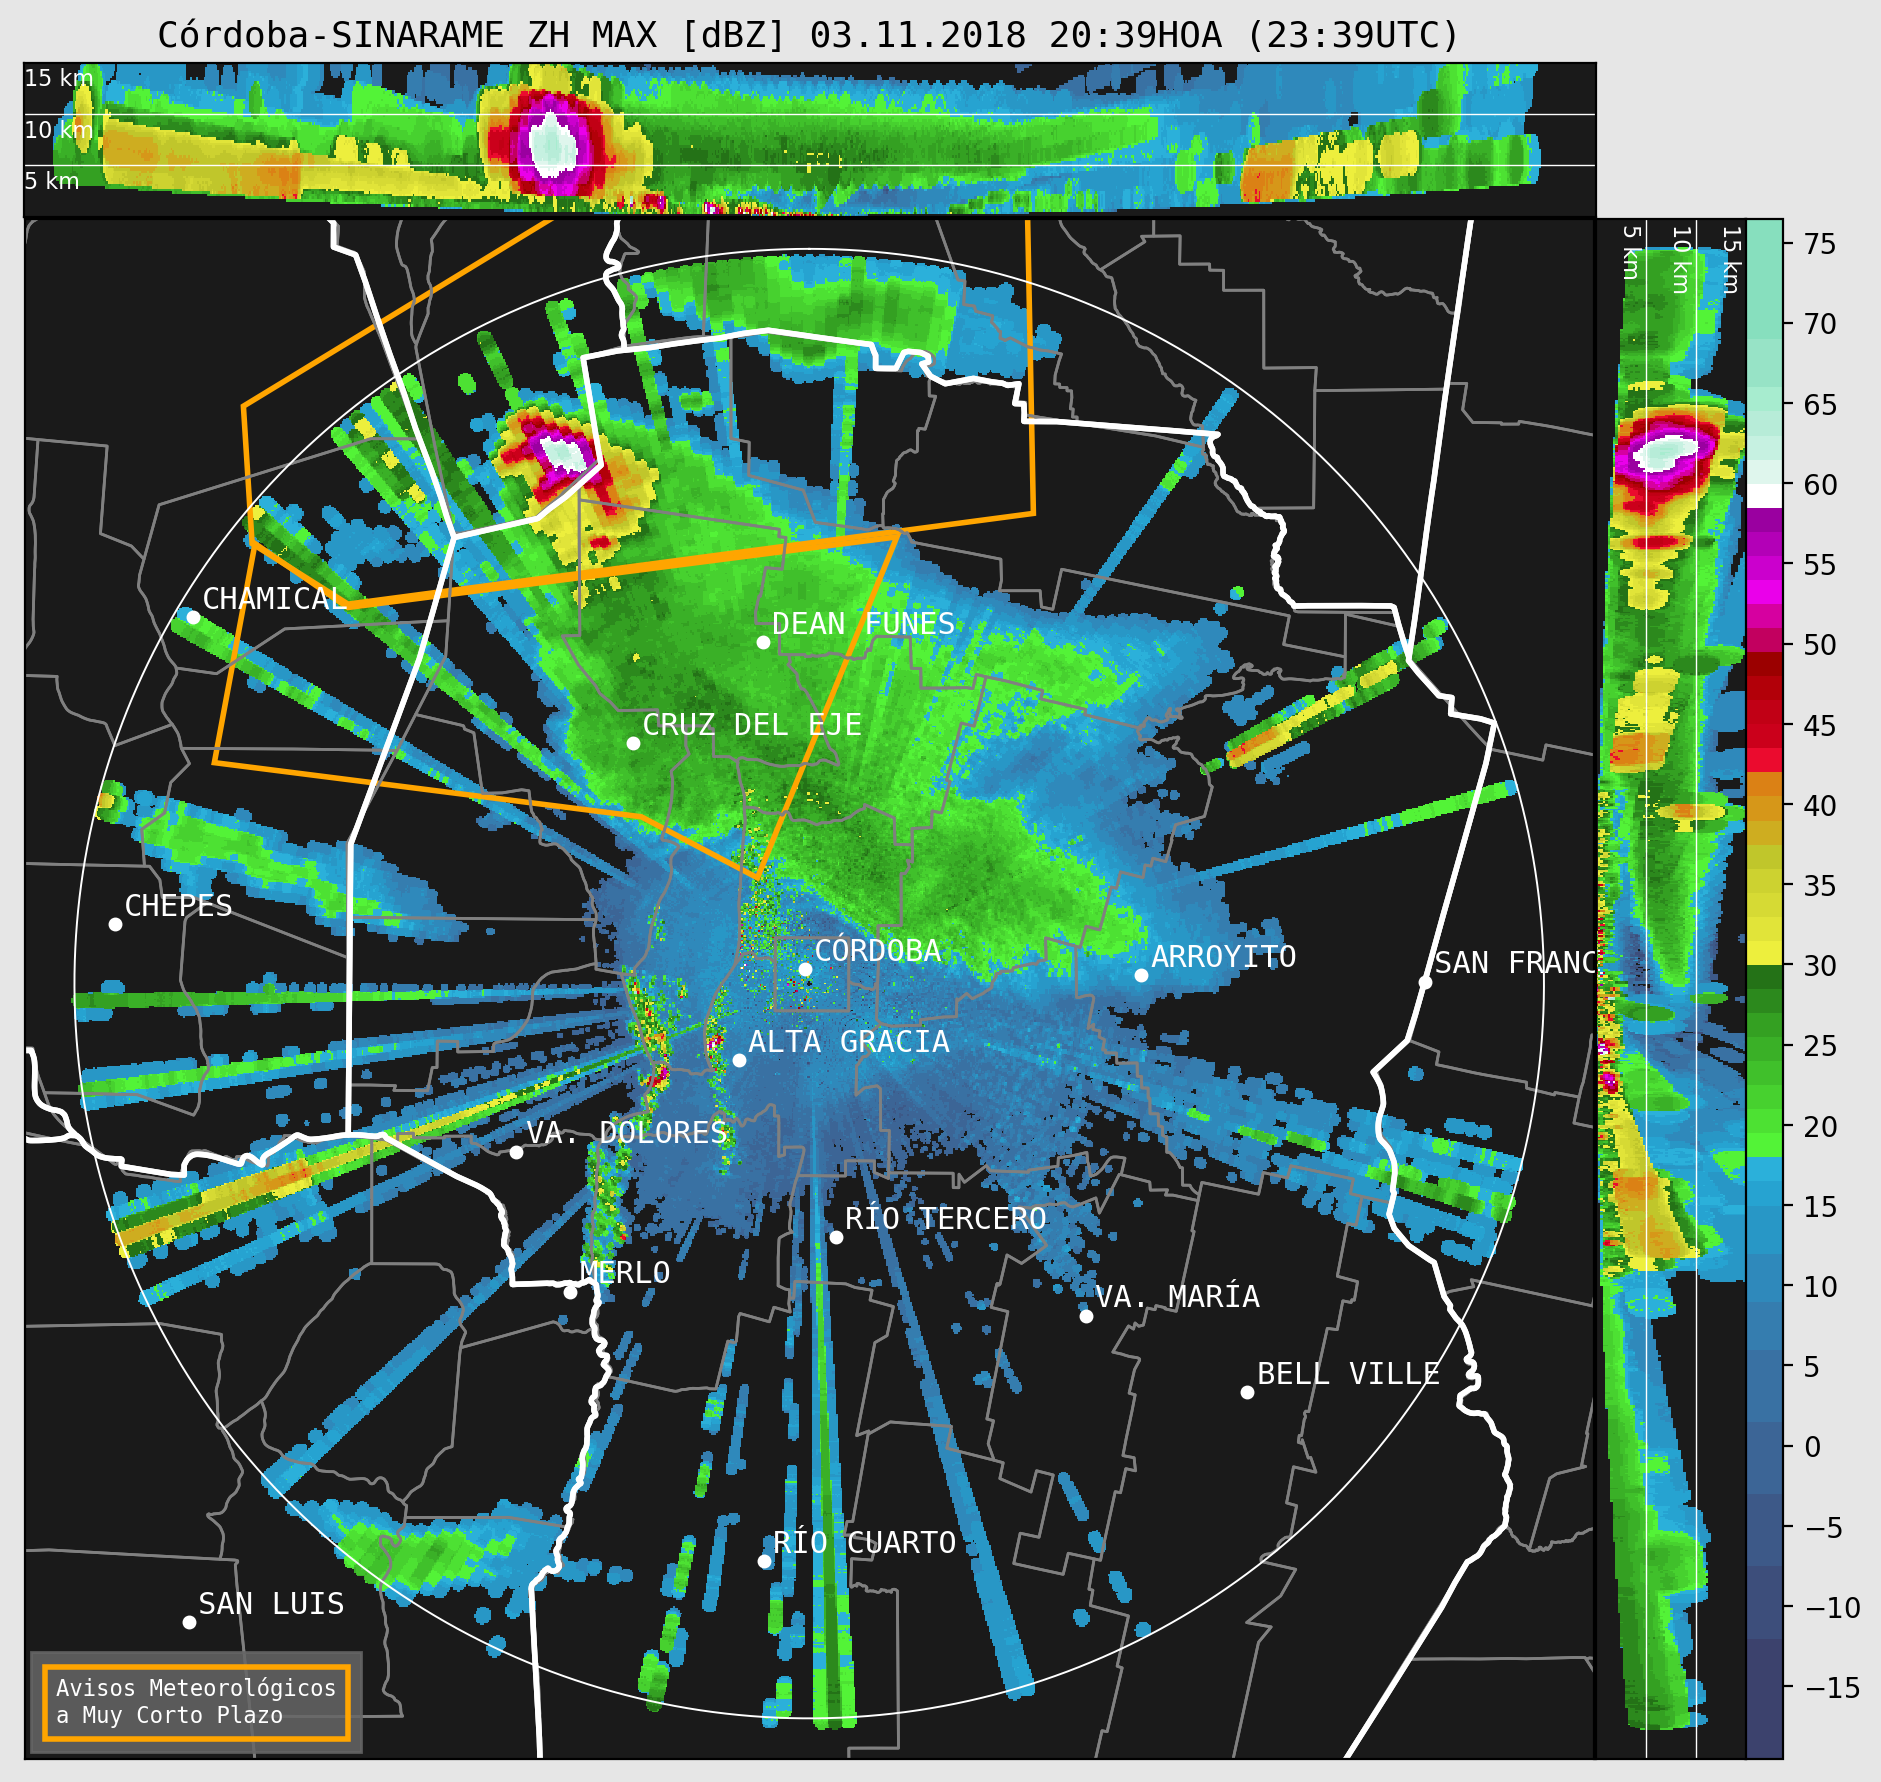 Córdoba-SINARAME ZH MAX [dBZ] 03.11.2018 20:39HOA (23:39UTC)
15 km
10 km
5 km
5 km
10 km
15 km
75
70
65
60
55
50
45
40
35
30
25
20
15
10
5
0
−5
−10
−15
CHAMICAL
DEAN FUNES
CRUZ DEL EJE
CHEPES
CÓRDOBA
ARROYITO
SAN FRANC
ALTA GRACIA
VA. DOLORES
RÍO TERCERO
MERLO
VA. MARÍA
BELL VILLE
RÍO CUARTO
SAN LUIS
Avisos Meteorológicos
a Muy Corto Plazo